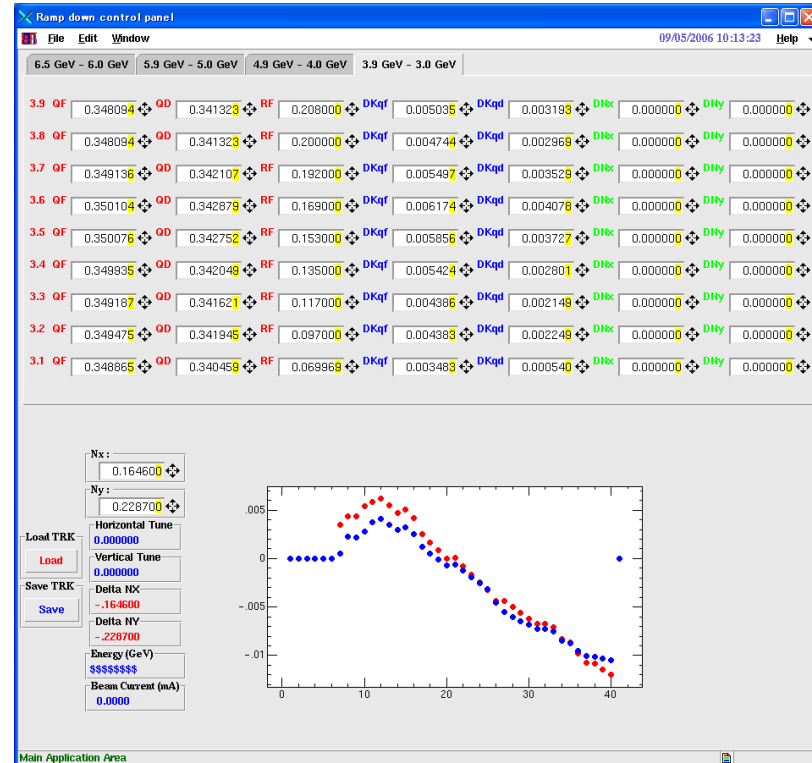 Ramp down control panel
File Edit Window 09/05/2006 10:13:23 Help
6.5 GeV - 6.0 GeV 5.9 GeV - 5.0 GeV 4.9 GeV - 4.0 GeV 3.9 GeV - 3.0 GeV
3.9 QF 0.348094 QD 0.341323 RF 0.208000 DKqf 0.005035 DKqd 0.003193 DNx 0.000000 DNy 0.000000
3.8 QF 0.348094 QD 0.341323 RF 0.200000 DKqf 0.004744 DKqd 0.002969 DNx 0.000000 DNy 0.000000
3.7 QF 0.349136 QD 0.342107 RF 0.192000 DKqf 0.005497 DKqd 0.003529 DNx 0.000000 DNy 0.000000
3.6 QF 0.350104 QD 0.342879 RF 0.169000 DKqf 0.006174 DKqd 0.004078 DNx 0.000000 DNy 0.000000
3.5 QF 0.350076 QD 0.342752 RF 0.153000 DKqf 0.005856 DKqd 0.003727 DNx 0.000000 DNy 0.000000
3.4 QF 0.349935 QD 0.342049 RF 0.135000 DKqf 0.005424 DKqd 0.002801 DNx 0.000000 DNy 0.000000
3.3 QF 0.349187 QD 0.341621 RF 0.117000 DKqf 0.004386 DKqd 0.002149 DNx 0.000000 DNy 0.000000
3.2 QF 0.349475 QD 0.341945 RF 0.097000 DKqf 0.004383 DKqd 0.002249 DNx 0.000000 DNy 0.000000
3.1 QF 0.348865 QD 0.340459 RF 0.069969 DKqf 0.003483 DKqd 0.000540 DNx 0.000000 DNy 0.000000
Nx :
0.164600
Ny :
0.228700
Horizontal Tune
0.000000
Load TRK
Load
Vertical Tune
0.000000
Save TRK
Save
Delta NX
-.164600
Delta NY
-.228700
Energy (GeV)
$$$$$$$$
Beam Current (mA)
0.0000
.005
0
-.005
-.01
0 10 20 30 40
Main Application Area